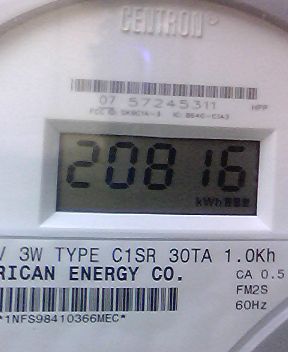 CENTRON®
07 57245311 HPP
20816
kWh
V 3W TYPE C1SR 30TA 1.0Kh
RICAN ENERGY CO. CA 0.5
FM2S
*1NFS98410366MEC* 60Hz